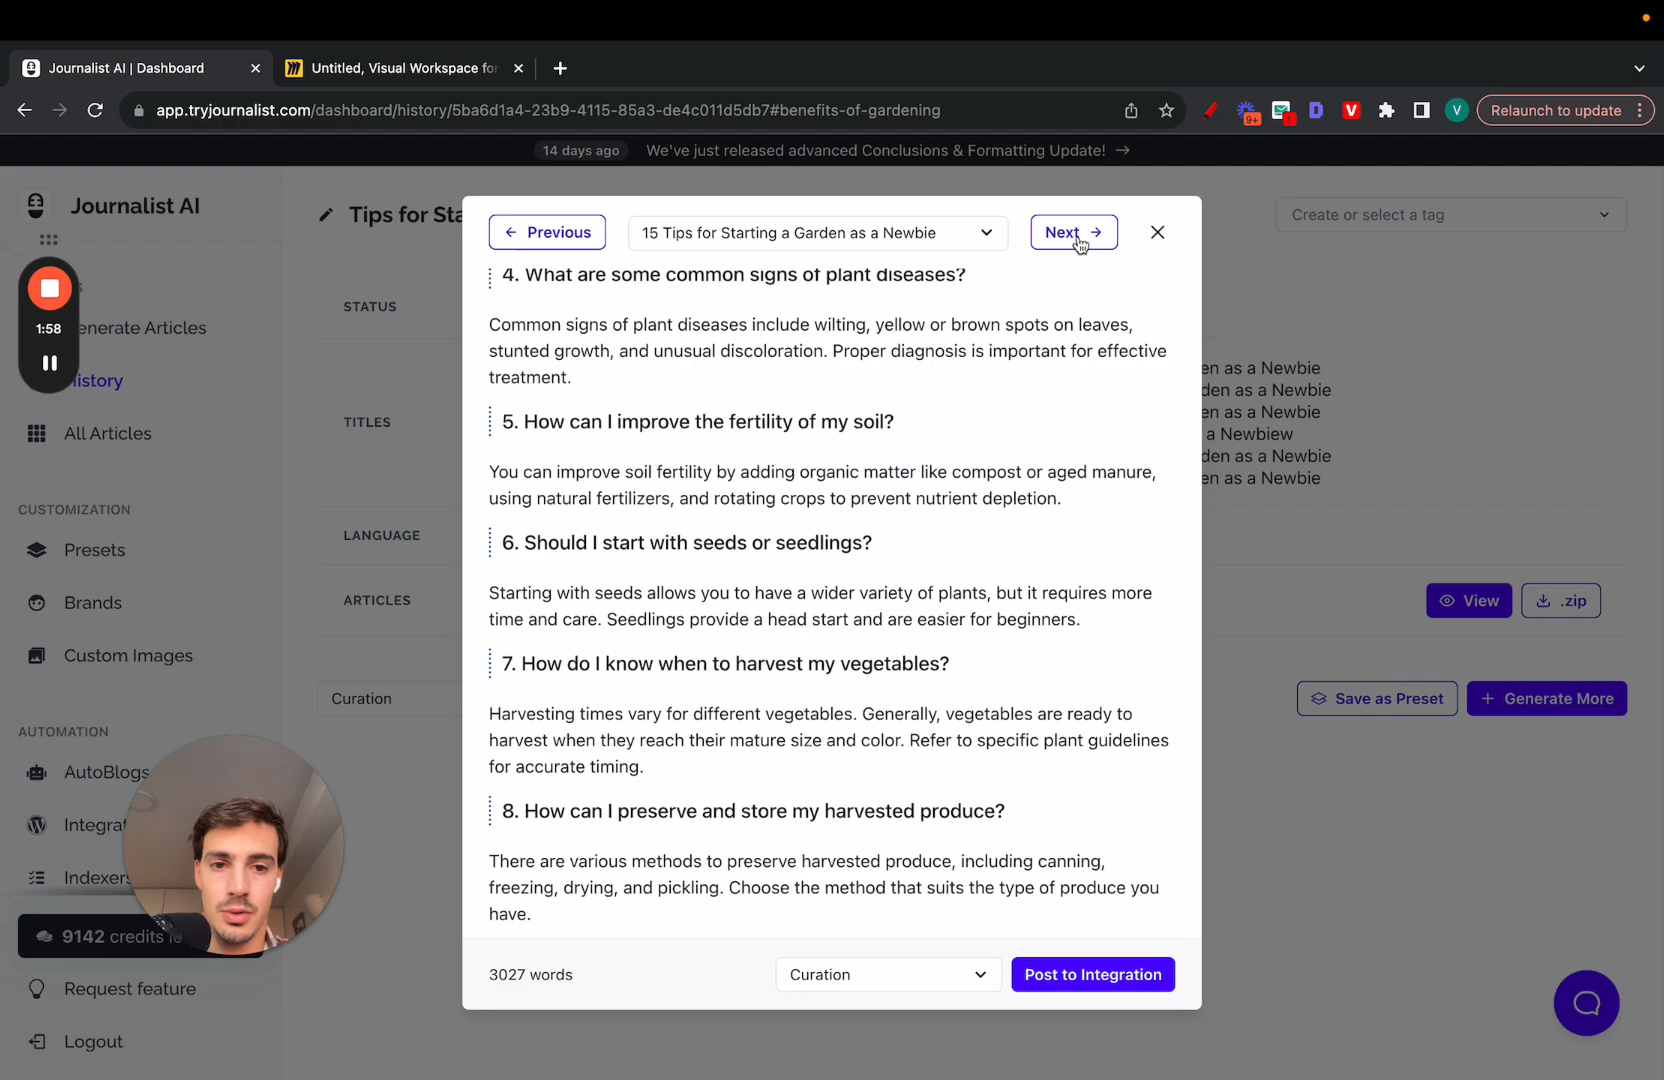 Journalist AI | Dashboard
Untitled, Visual Workspace for
app.tryjournalist.com/dashboard/history/5ba6d1a4-23b9-4115-85a3-de4c011d5db7#benefits-of-gardening
9+
1
D
V
V
Relaunch to update
14 days ago We've just released advanced Conclusions & Formatting Update! →
Journalist AI
1:58
enerate Articles
istory
All Articles
CUSTOMIZATION
Presets
Brands
Custom Images
AUTOMATION
AutoBlogs
Integrat
Indexers
9142 credits
Request feature
Logout
Tips for Sta
Create or select a tag
STATUS
TITLES
en as a Newbie
den as a Newbie
en as a Newbie
a Newbiew
den as a Newbie
en as a Newbie
LANGUAGE
ARTICLES
View
.zip
Curation
Save as Preset
+ Generate More
← Previous
15 Tips for Starting a Garden as a Newbie
Next →
4. What are some common signs of plant diseases?
Common signs of plant diseases include wilting, yellow or brown spots on leaves,
stunted growth, and unusual discoloration. Proper diagnosis is important for effective
treatment.
5. How can I improve the fertility of my soil?
You can improve soil fertility by adding organic matter like compost or aged manure,
using natural fertilizers, and rotating crops to prevent nutrient depletion.
6. Should I start with seeds or seedlings?
Starting with seeds allows you to have a wider variety of plants, but it requires more
time and care. Seedlings provide a head start and are easier for beginners.
7. How do I know when to harvest my vegetables?
Harvesting times vary for different vegetables. Generally, vegetables are ready to
harvest when they reach their mature size and color. Refer to specific plant guidelines
for accurate timing.
8. How can I preserve and store my harvested produce?
There are various methods to preserve harvested produce, including canning,
freezing, drying, and pickling. Choose the method that suits the type of produce you
have.
3027 words
Curation
Post to Integration